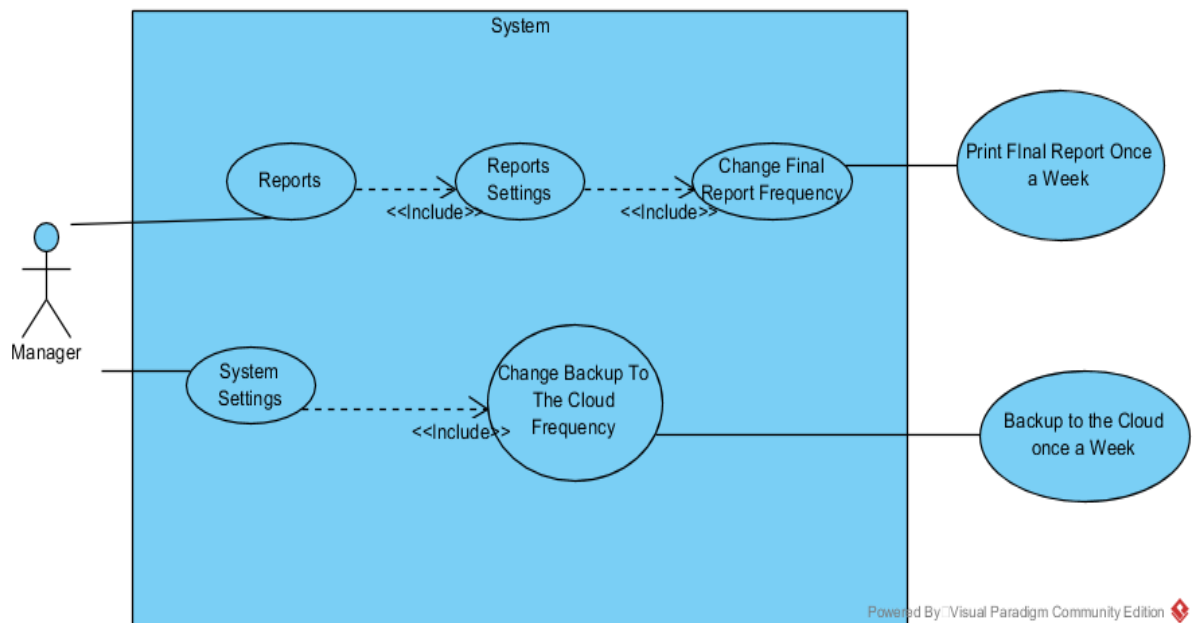 System
Reports
Reports
Settings
Change Final
Report Frequency
Print FInal Report Once
a Week
<<Include>>
<<Include>>
Manager
System
Settings
Change Backup To
The Cloud
Frequency
<<Include>>
Backup to the Cloud
once a Week
Powered By Visual Paradigm Community Edition